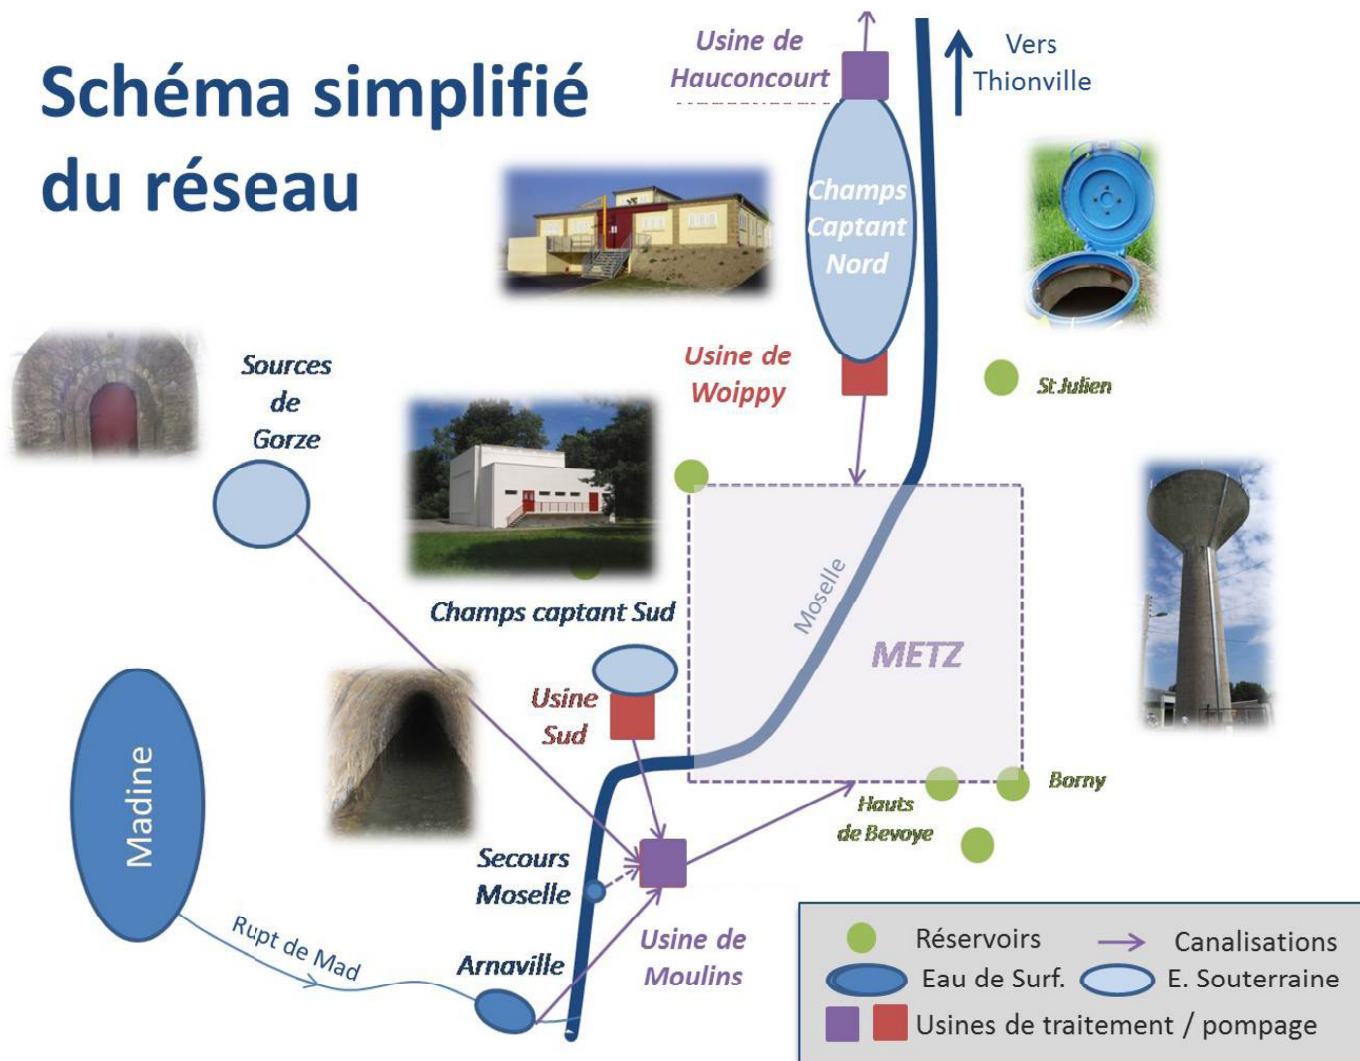 Schéma simplifié
du réseau
Usine de
Hauconcourt
Vers
Thionville
Champs
Captant
Nord
Usine de
Woippy
St Julien
Sources
de
Gorze
Champs captant Sud
Moselle
METZ
Usine
Sud
Madine
Borny
Hauts
de Bevoye
Secours
Moselle
Rupt de Mad
Arnaville
Usine de
Moulins
Réservoirs
Canalisations
Eau de Surf.
E. Souterraine
Usines de traitement / pompage